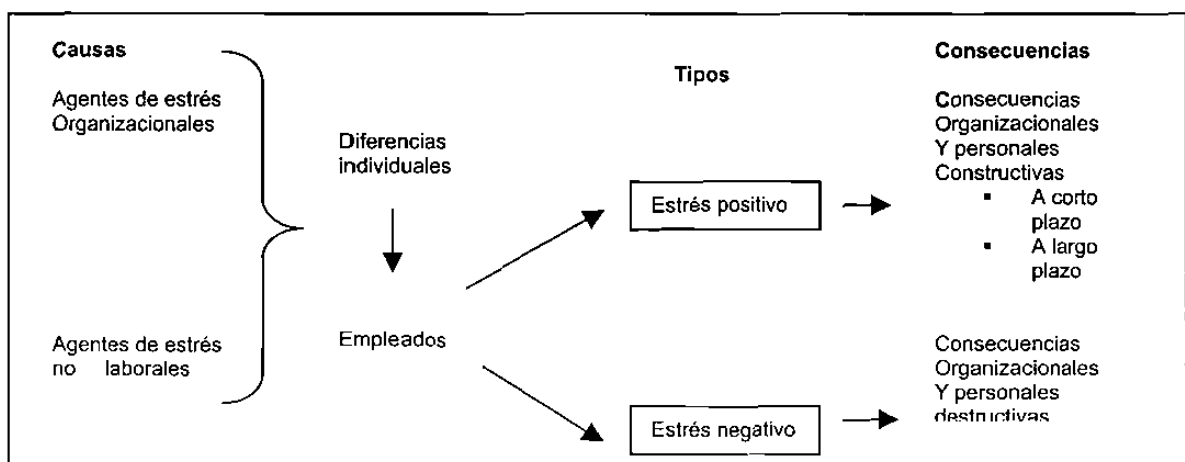 Causas
Agentes de estrés
Organizacionales
Agentes de estrés
no laborales
Diferencias
individuales
Empleados
Tipos
Estrés positivo
Estrés negativo
Consecuencias
Consecuencias
Organizacionales
Y personales
Constructivas
▪ A corto
plazo
▪ A largo
plazo
Consecuencias
Organizacionales
Y personales
destructivas